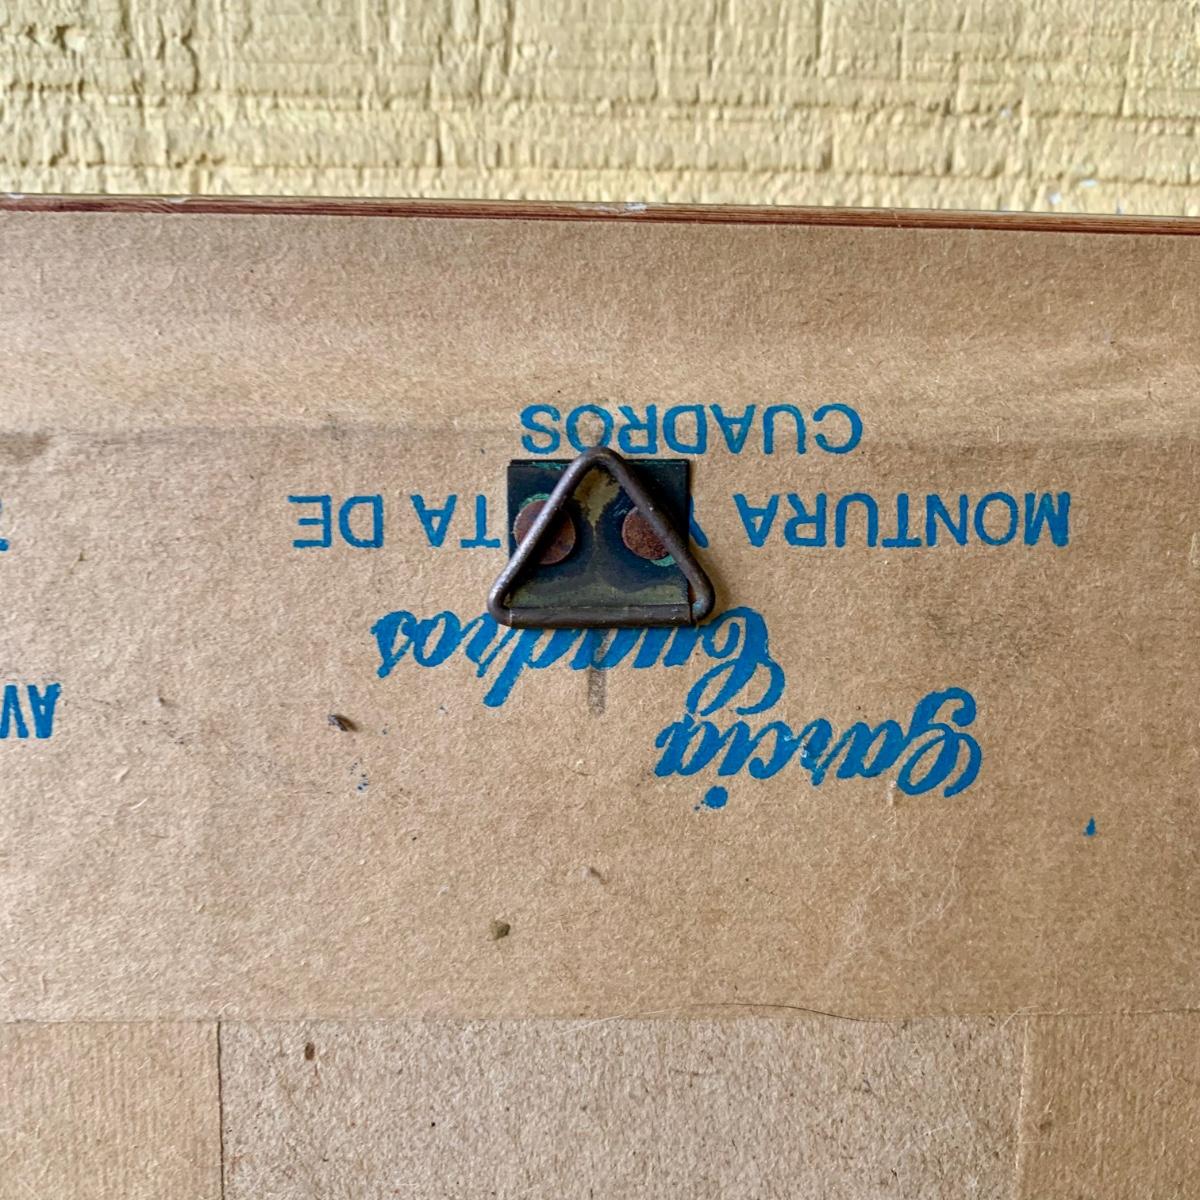 Garcia
Cuadros
AV
MONTURA Y TA DE
CUADROS